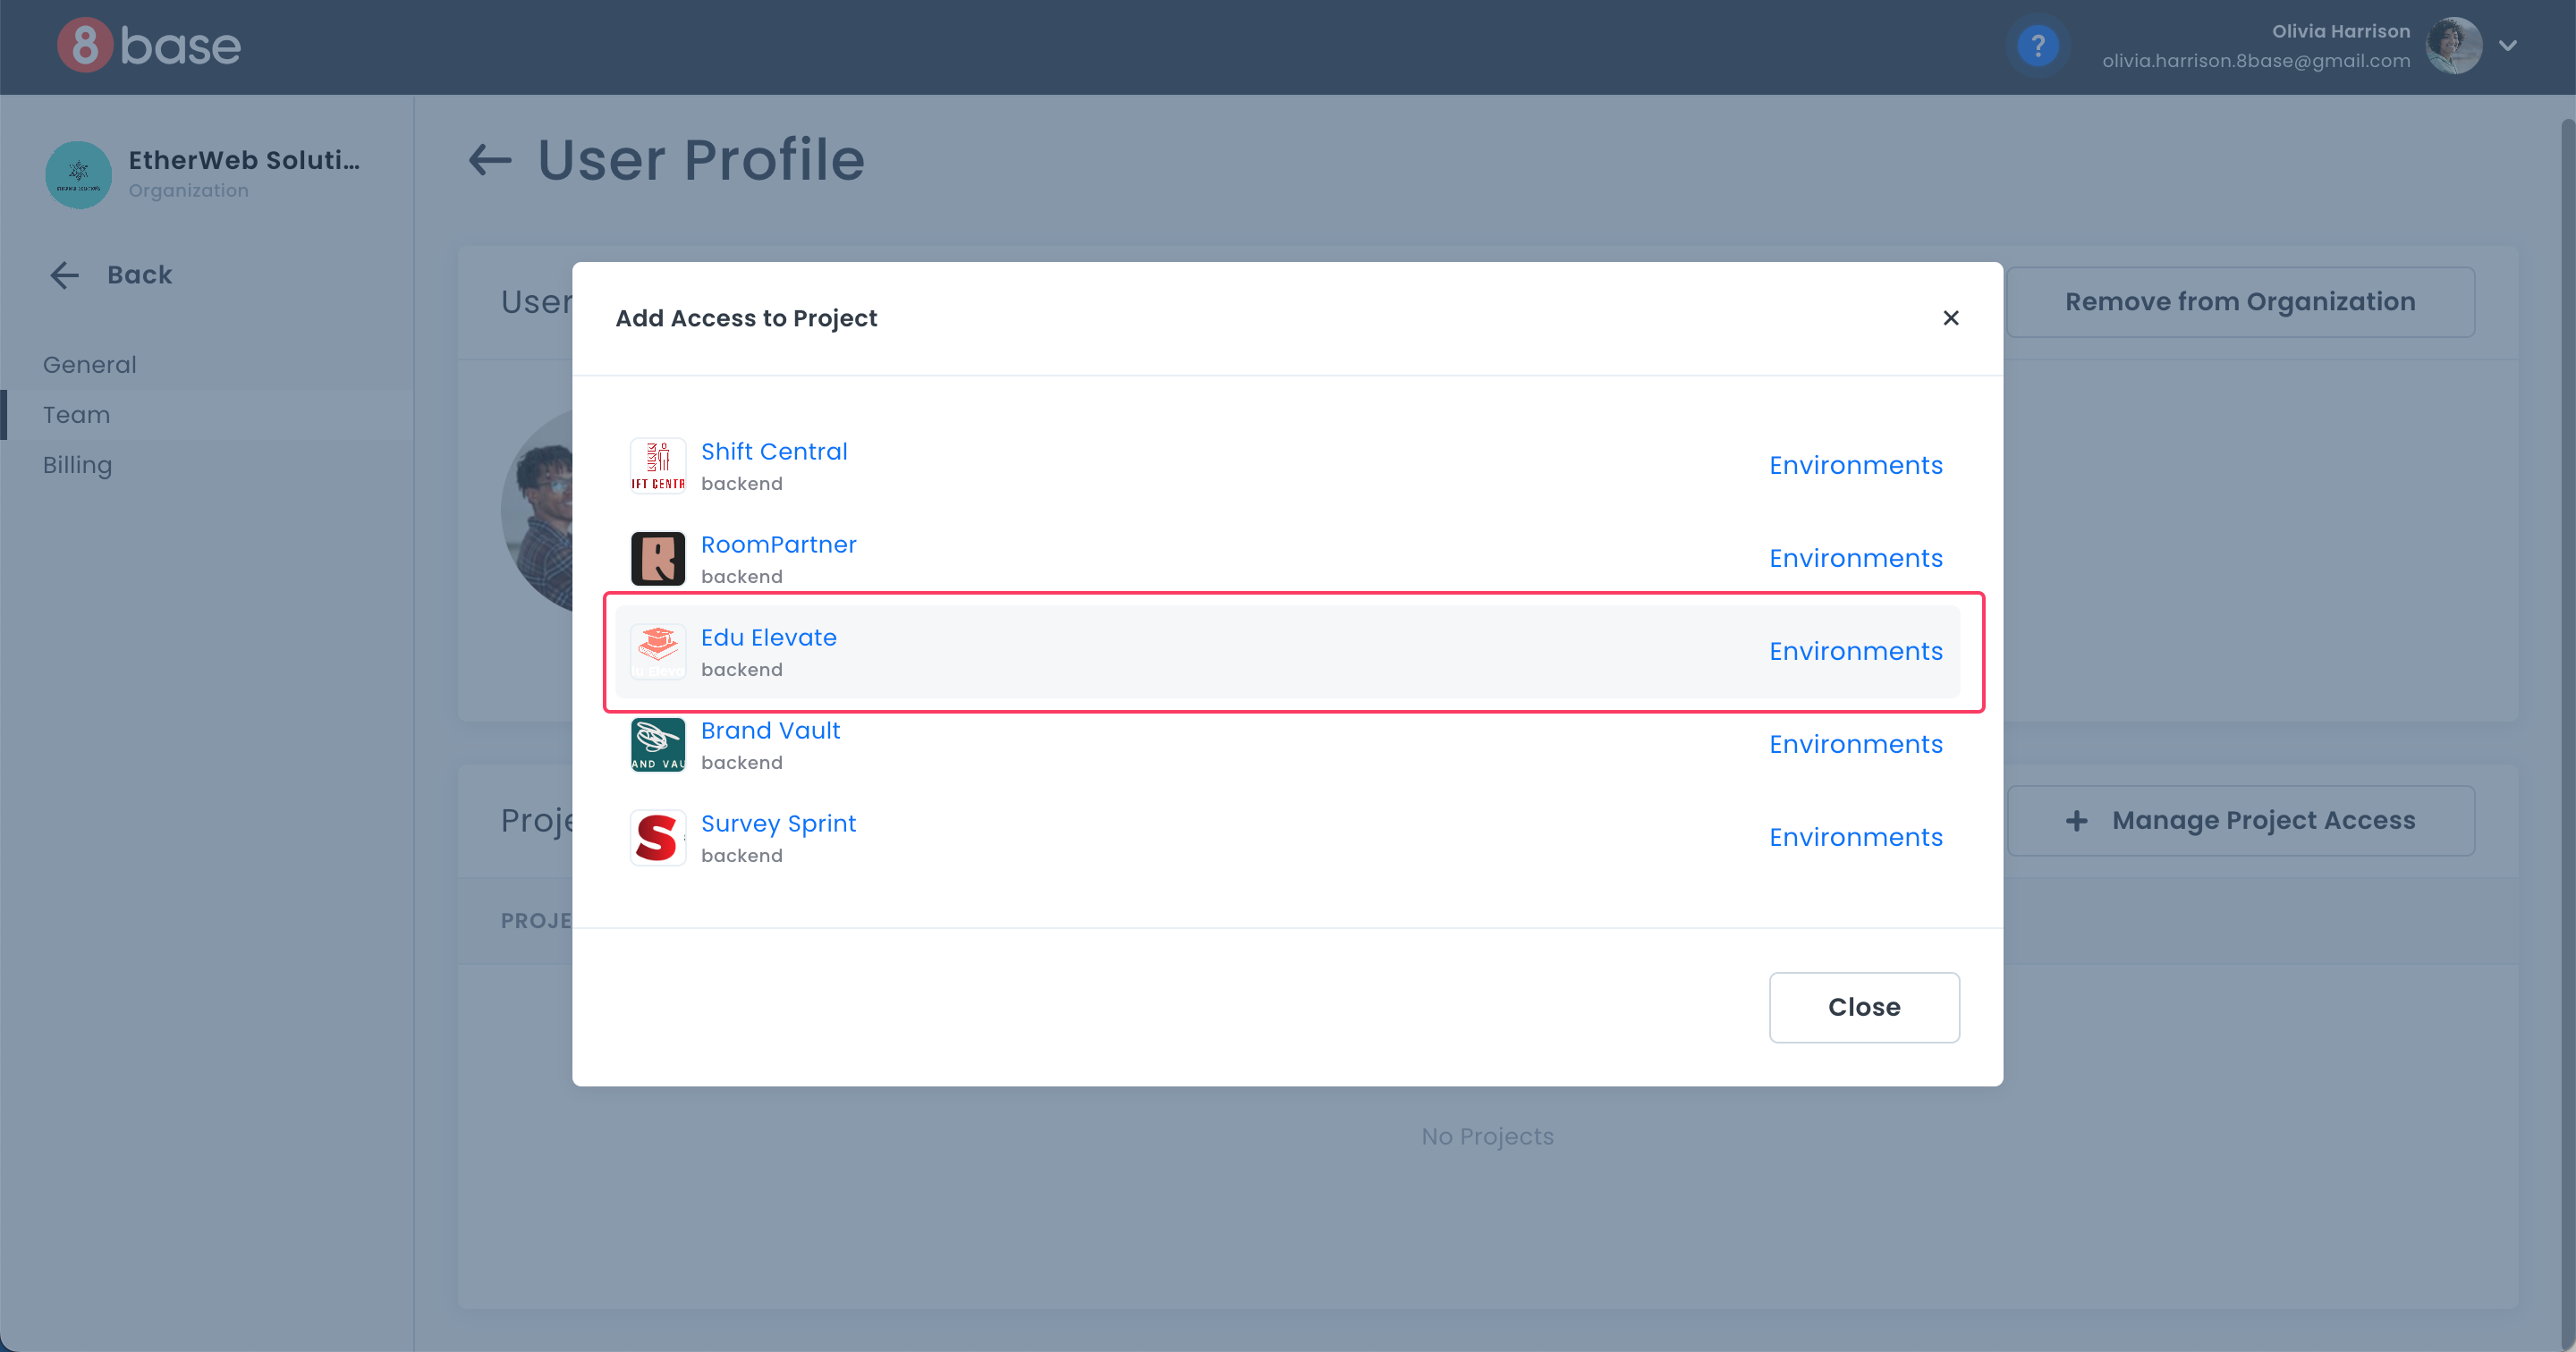 8base
?
Olivia Harrison
olivia.harrison.8base@gmail.com
EtherWeb Soluti...
Organization
Back
General
Team
Billing
User Profile
User
Remove from Organization
Add Access to Project
Shift Central
backend
Environments
IFT CENTR
RoomPartner
backend
Environments
R
Edu Elevate
backend
Environments
Brand Vault
backend
Environments
AND VAU
Survey Sprint
backend
Environments
S
Close
Proje
Manage Project Access
PROJE
No Projects